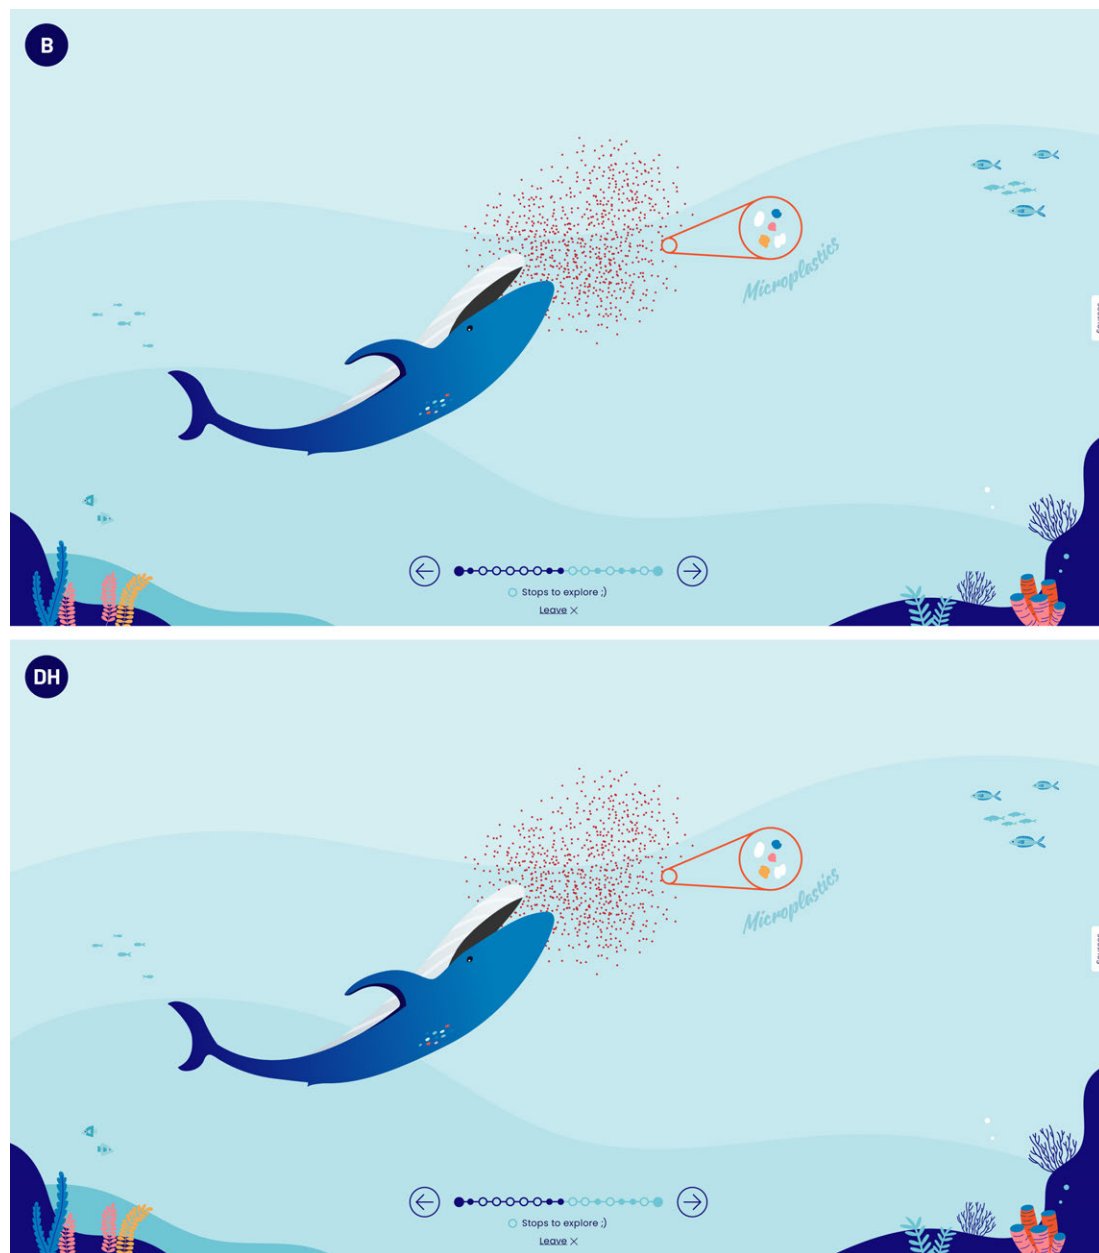 B
Microplastics
Stops to explore ;)
Leave X
DH
Microplastics
Stops to explore ;)
Leave X